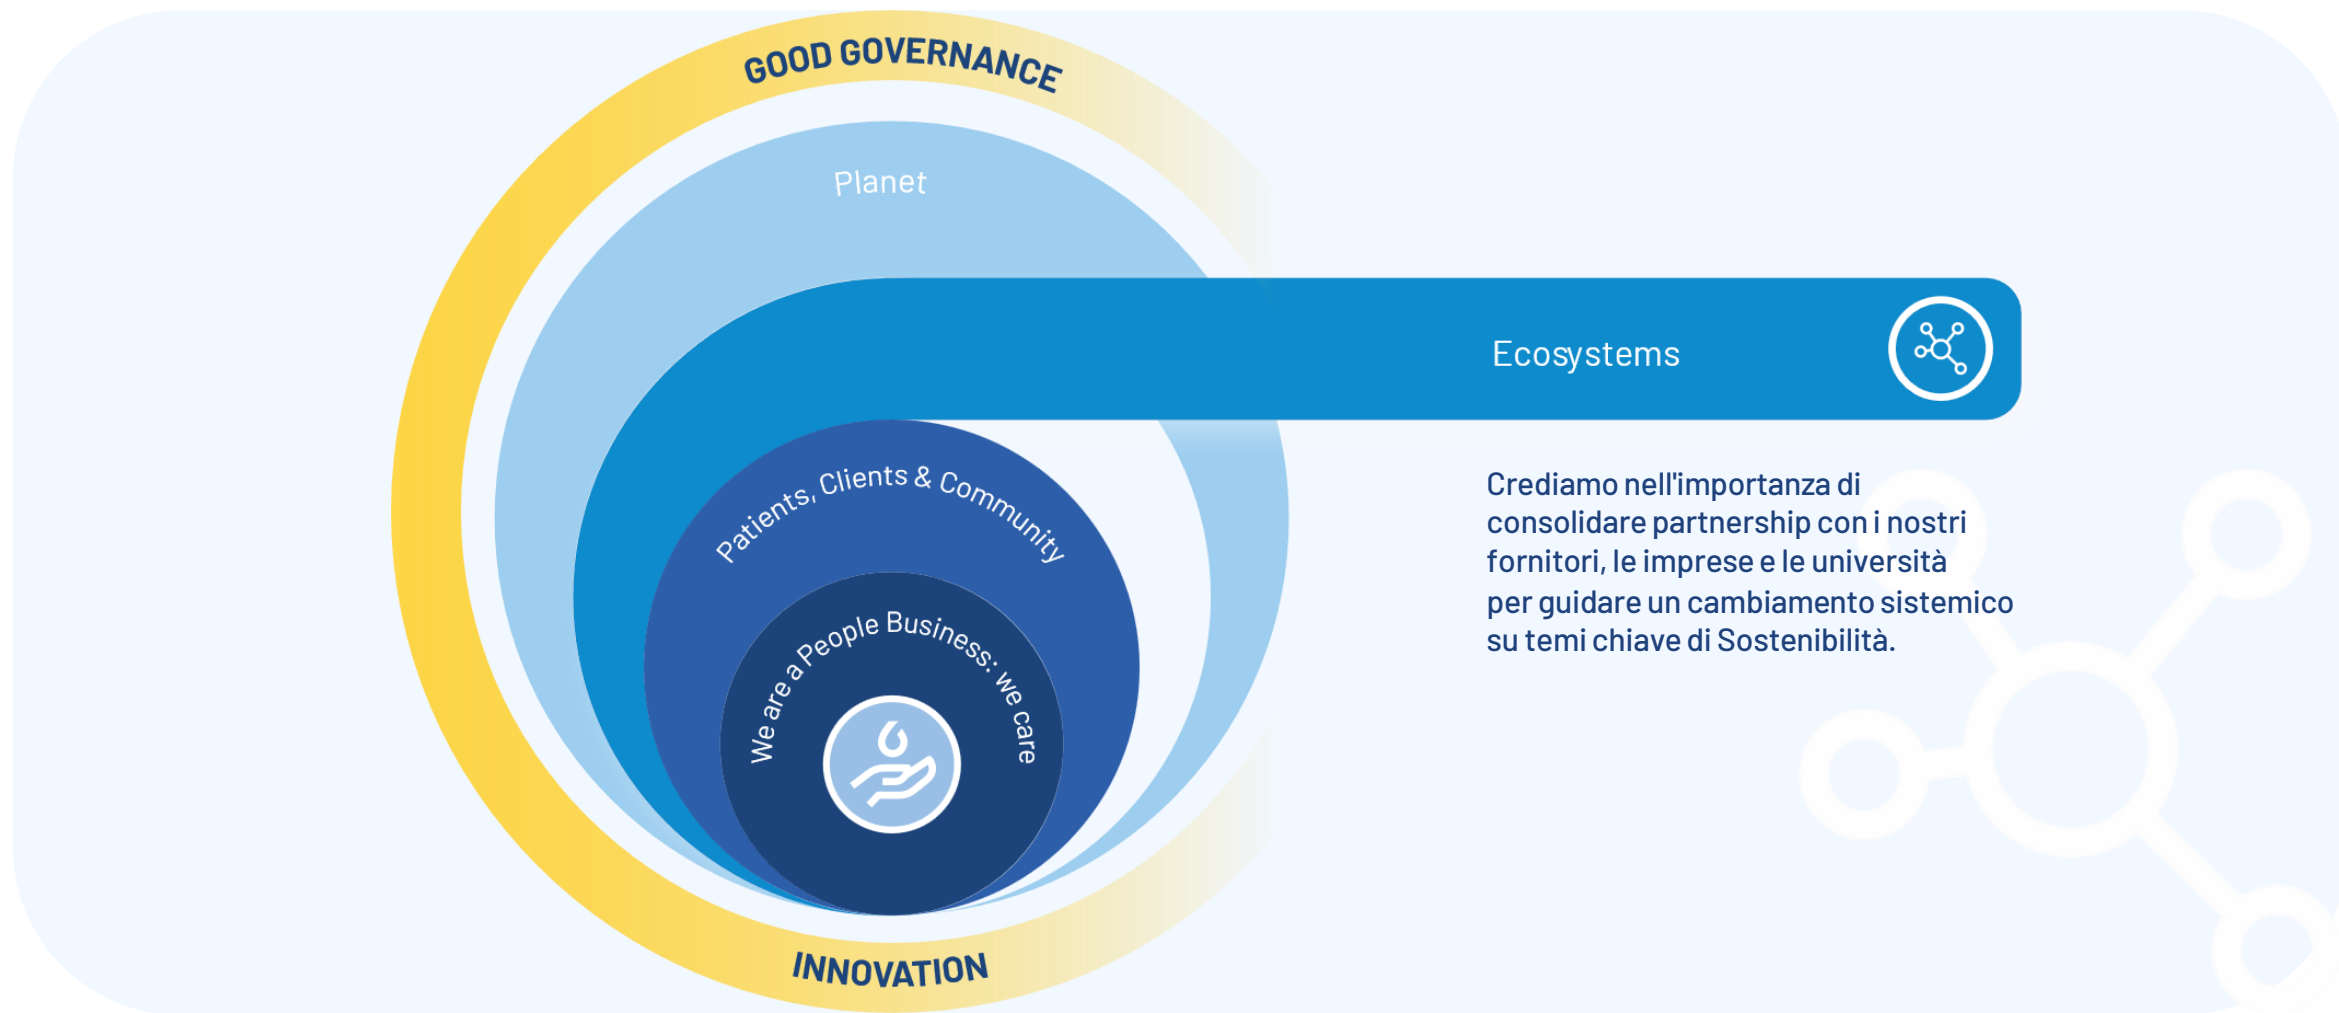 GOOD GOVERNANCE
Planet
Ecosystems
Patients, Clients & Community
We are a People Business: we care
Crediamo nell'importanza di
consolidare partnership con i nostri
fornitori, le imprese e le università
per guidare un cambiamento sistemico
su temi chiave di Sostenibilità.
INNOVATION